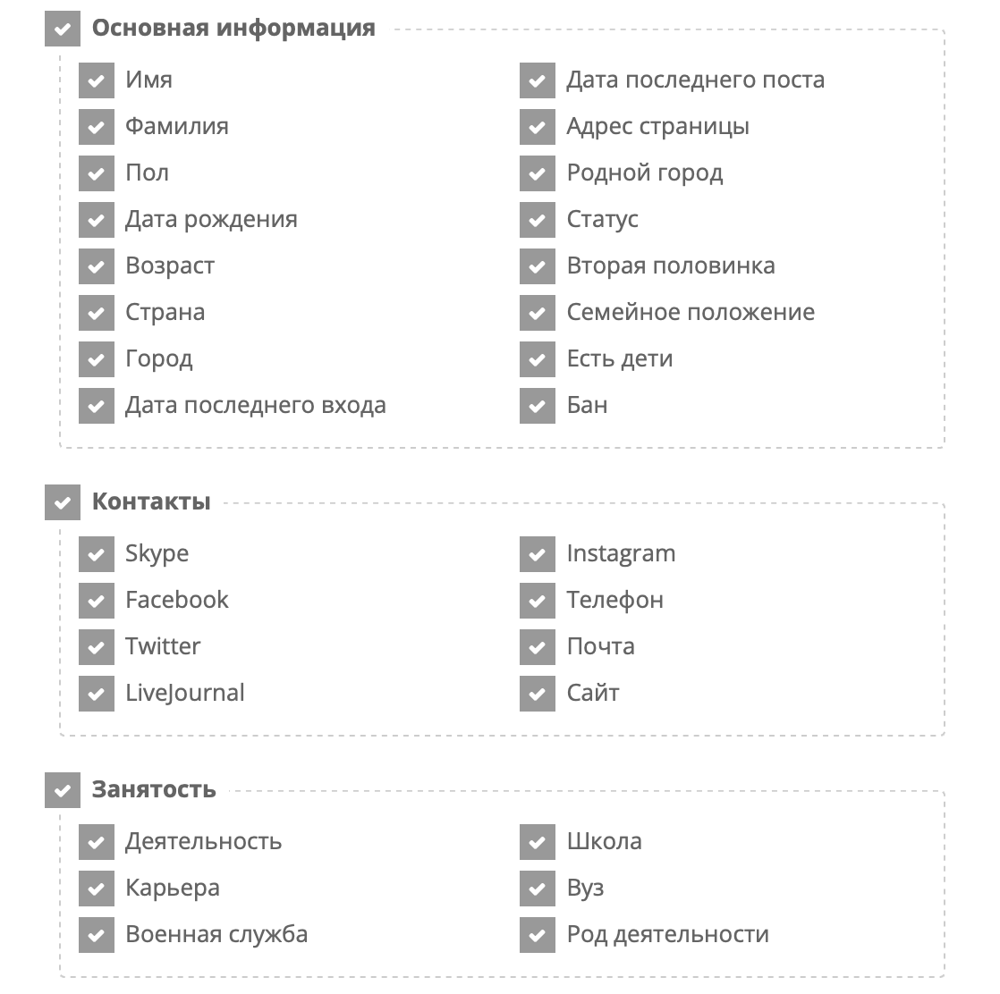 Основная информация
Имя
Фамилия
Пол
Дата рождения
Возраст
Страна
Город
Дата последнего входа
Дата последнего поста
Адрес страницы
Родной город
Статус
Вторая половинка
Семейное положение
Есть дети
Бан
Контакты
Skype
Facebook
Twitter
LiveJournal
Instagram
Телефон
Почта
Сайт
Занятость
Деятельность
Карьера
Военная служба
Школа
Вуз
Род деятельности